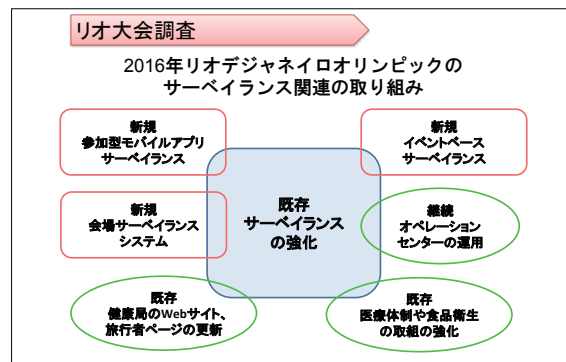 リオ大会調査
2016年リオデジャネイロオリンピックの
サーベイランス関連の取り組み
新規
参加型モバイルアプリ
サーベイランス
新規
イベントベース
サーベイランス
既存
サーベイランス
の強化
新規
会場サーベイランス
システム
継続
オペレーション
センターの運用
既存
健康局のWebサイト、
旅行者ページの更新
既存
医療体制や食品衛生
の取組の強化